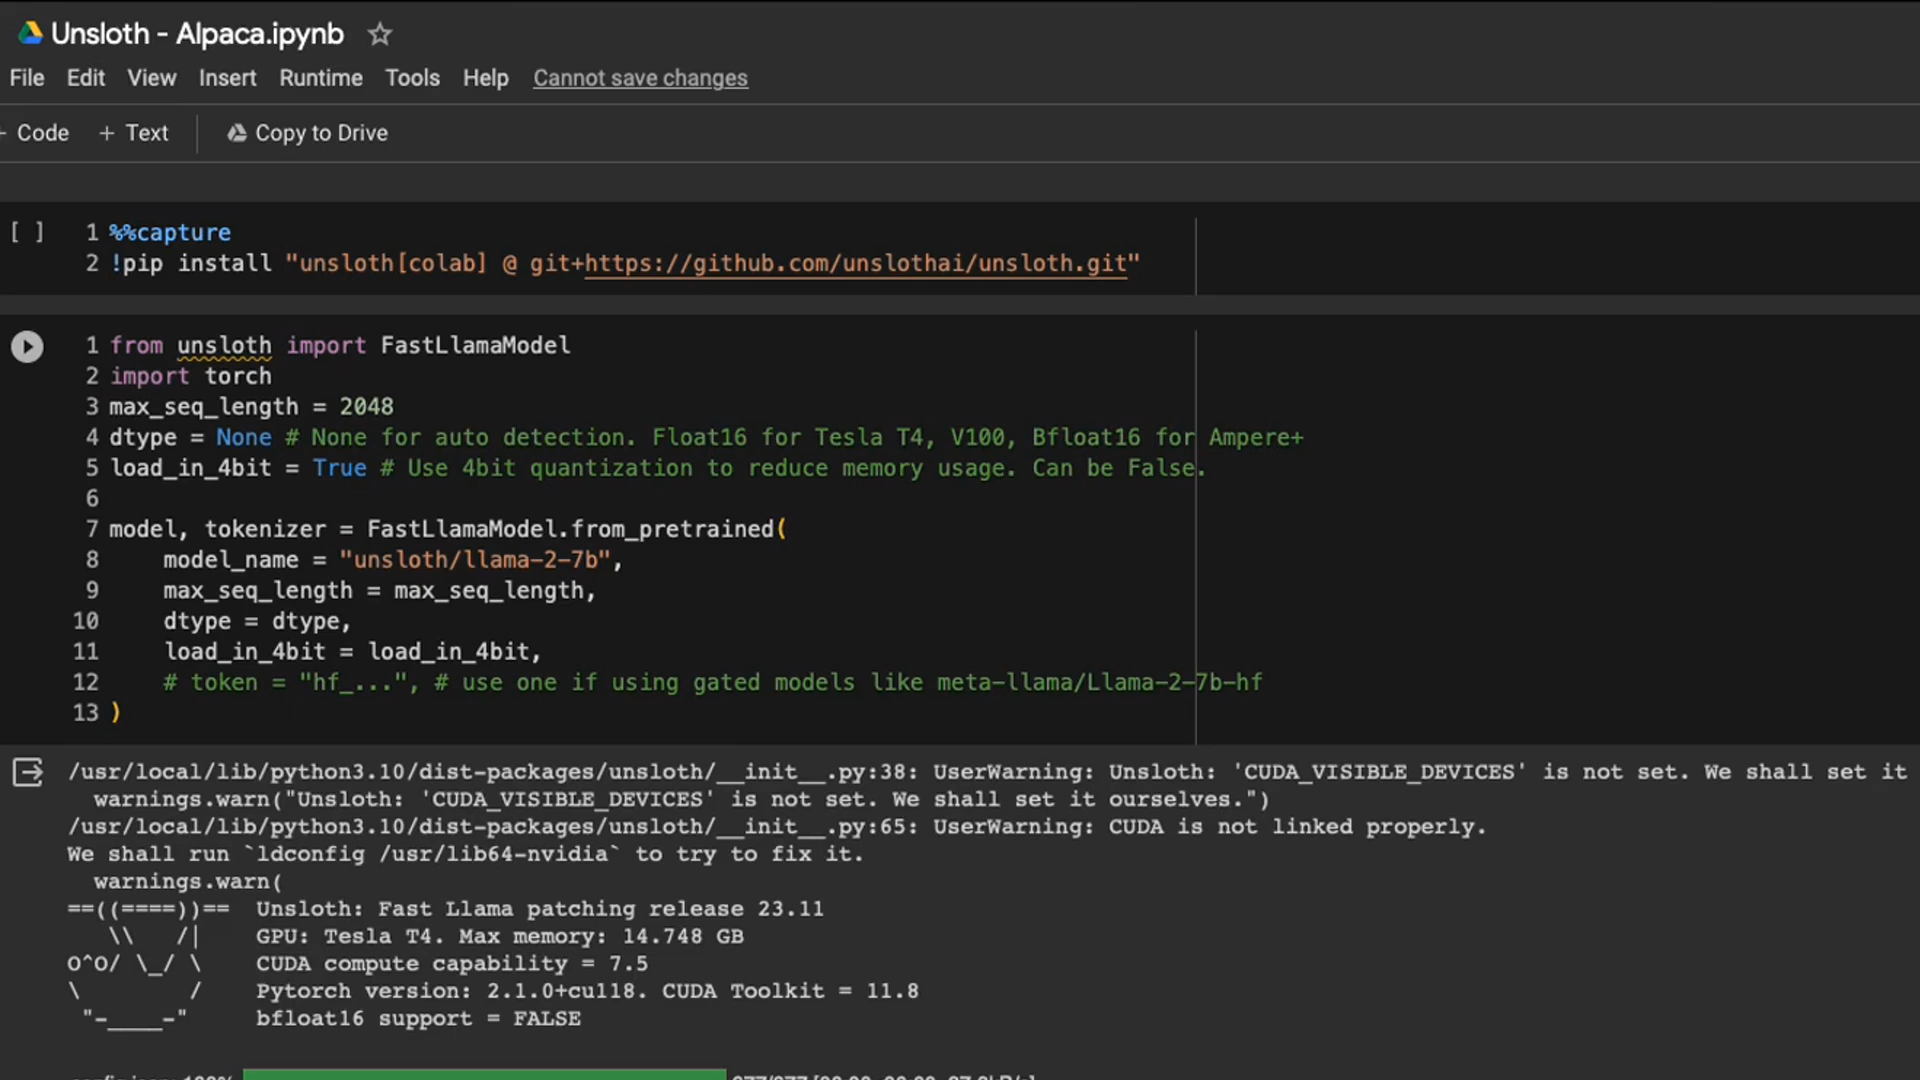 Unsloth - Alpaca.ipynb
File Edit View Insert Runtime Tools Help Cannot save changes
Code + Text Copy to Drive
[ ] 1 %%capture
2 !pip install "unsloth[colab] @ git+https://github.com/unslothai/unsloth.git"
1 from unsloth import FastLlamaModel
2 import torch
3 max_seq_length = 2048
4 dtype = None # None for auto detection. Float16 for Tesla T4, V100, Bfloat16 for Ampere+
5 load_in_4bit = True # Use 4bit quantization to reduce memory usage. Can be False.
6
7 model, tokenizer = FastLlamaModel.from_pretrained(
8 model_name = "unsloth/llama-2-7b",
9 max_seq_length = max_seq_length,
10 dtype = dtype,
11 load_in_4bit = load_in_4bit,
12 # token = "hf_...", # use one if using gated models like meta-llama/Llama-2-7b-hf
13 )
/usr/local/lib/python3.10/dist-packages/unsloth/__init__.py:38: UserWarning: Unsloth: 'CUDA_VISIBLE_DEVICES' is not set. We shall set it
warnings.warn("Unsloth: 'CUDA_VISIBLE_DEVICES' is not set. We shall set it ourselves.")
/usr/local/lib/python3.10/dist-packages/unsloth/__init__.py:65: UserWarning: CUDA is not linked properly.
We shall run `ldconfig /usr/lib64-nvidia` to try to fix it.
warnings.warn(
==((====))== Unsloth: Fast Llama patching release 23.11
\\ /| GPU: Tesla T4. Max memory: 14.748 GB
O^O/ \_/ \ CUDA compute capability = 7.5
\ / Pytorch version: 2.1.0+cu118. CUDA Toolkit = 11.8
"-____-" bfloat16 support = FALSE